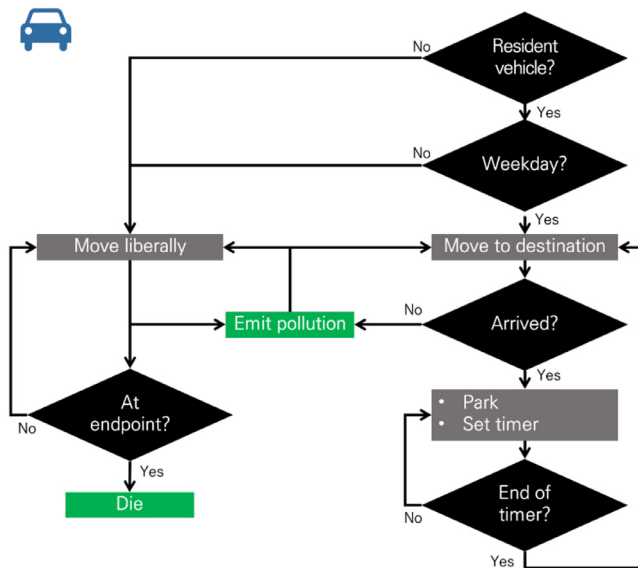 No
Resident
vehicle?
Yes
No
Weekday?
Yes
Move liberally
Move to destination
Emit pollution
No
Arrived?
Yes
At
endpoint?
No
Yes
Die
• Park
• Set timer
End of
timer?
No
Yes